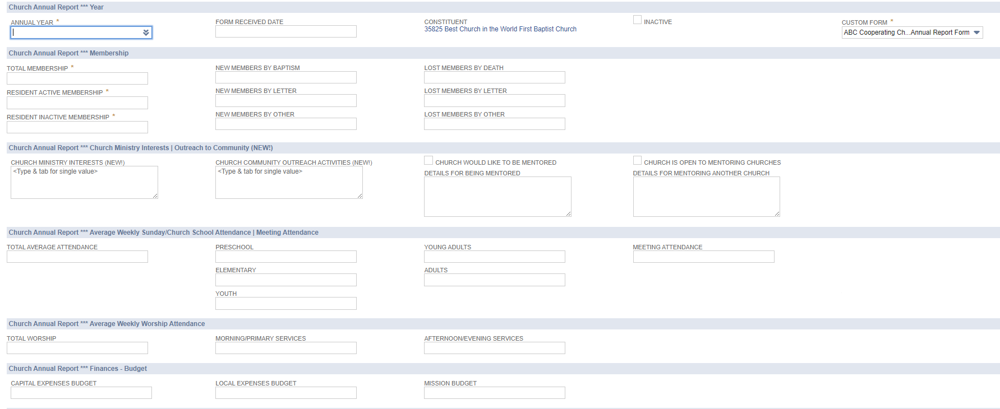 Church Annual Report *** Year
ANNUAL YEAR *
FORM RECEIVED DATE
CONSTITUENT
35825 Best Church in the World First Baptist Church
INACTIVE
CUSTOM FORM *
ABC Cooperating Ch...Annual Report Form
Church Annual Report *** Membership
TOTAL MEMBERSHIP *
NEW MEMBERS BY BAPTISM
LOST MEMBERS BY DEATH
RESIDENT ACTIVE MEMBERSHIP *
NEW MEMBERS BY LETTER
LOST MEMBERS BY LETTER
RESIDENT INACTIVE MEMBERSHIP *
NEW MEMBERS BY OTHER
LOST MEMBERS BY OTHER
Church Annual Report *** Church Ministry Interests | Outreach to Community (NEW!)
CHURCH MINISTRY INTERESTS (NEW!)
<Type & tab for single value>
CHURCH COMMUNITY OUTREACH ACTIVITIES (NEW!)
<Type & tab for single value>
CHURCH WOULD LIKE TO BE MENTORED
DETAILS FOR BEING MENTORED
CHURCH IS OPEN TO MENTORING CHURCHES
DETAILS FOR MENTORING ANOTHER CHURCH
Church Annual Report *** Average Weekly Sunday/Church School Attendance | Meeting Attendance
TOTAL AVERAGE ATTENDANCE
PRESCHOOL
YOUNG ADULTS
MEETING ATTENDANCE
ELEMENTARY
ADULTS
YOUTH
Church Annual Report *** Average Weekly Worship Attendance
TOTAL WORSHIP
MORNING/PRIMARY SERVICES
AFTERNOON/EVENING SERVICES
Church Annual Report *** Finances - Budget
CAPITAL EXPENSES BUDGET
LOCAL EXPENSES BUDGET
MISSION BUDGET